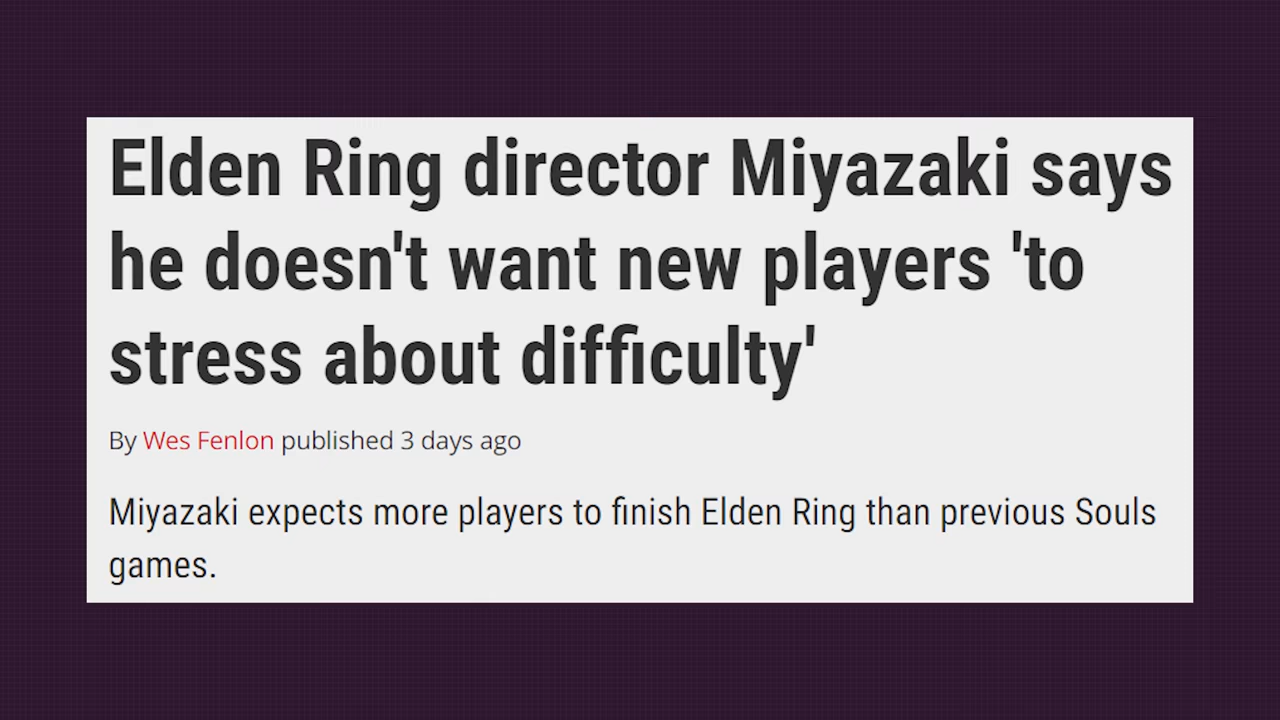 Elden Ring director Miyazaki says
he doesn't want new players 'to
stress about difficulty'
By Wes Fenlon published 3 days ago
Miyazaki expects more players to finish Elden Ring than previous Souls
games.